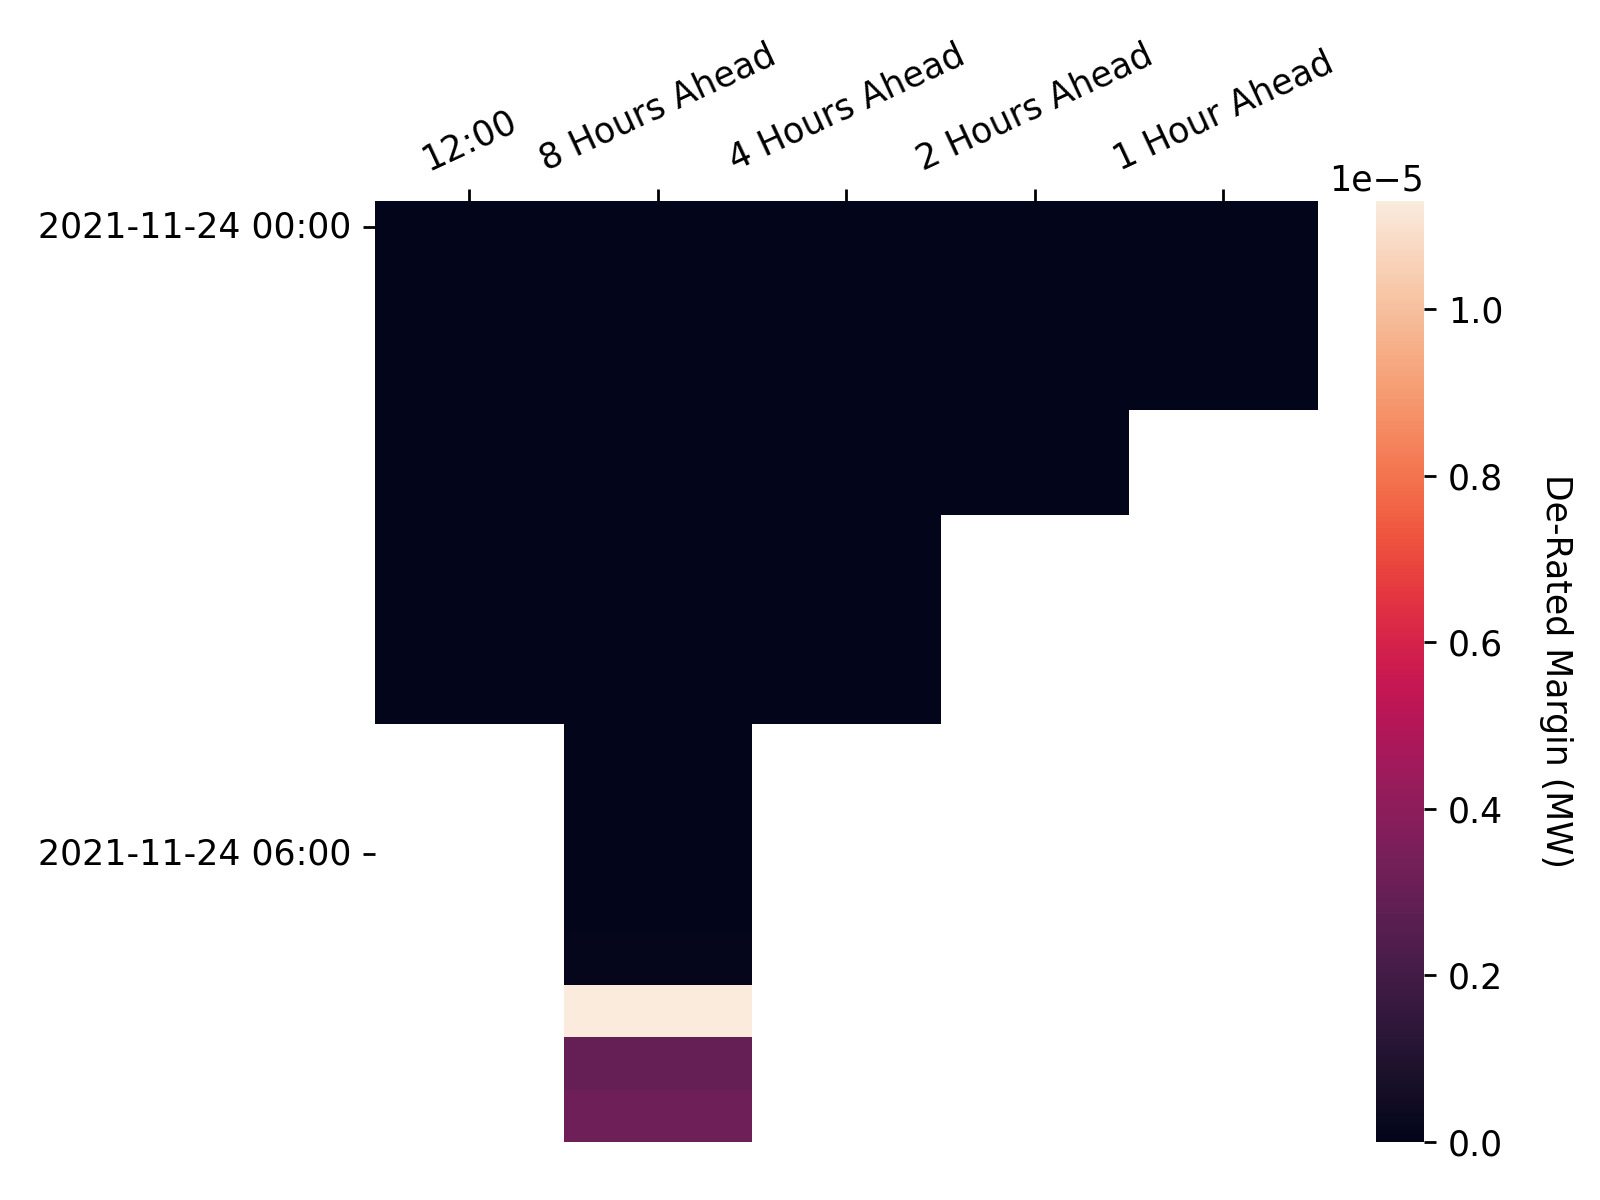 12:00
8 Hours Ahead
4 Hours Ahead
2 Hours Ahead
1 Hour Ahead
1e−5
2021-11-24 00:00
2021-11-24 06:00
1.0
0.8
0.6
0.4
0.2
0.0
De-Rated Margin (MW)